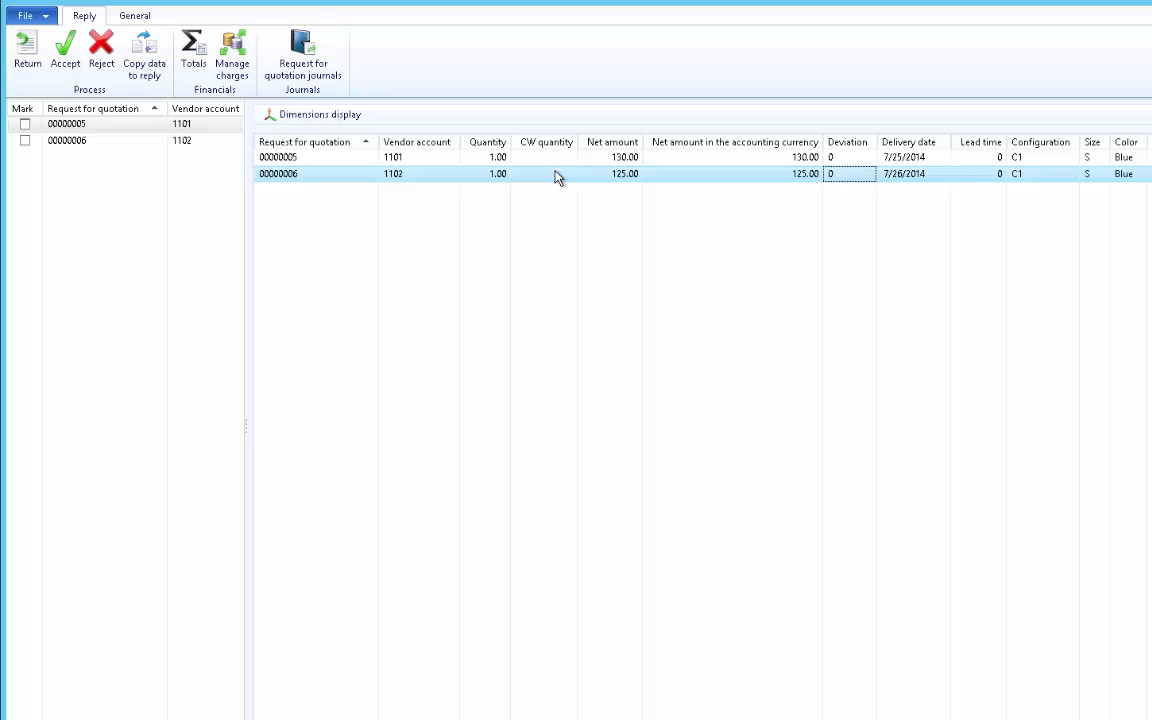 File Reply General
Return Accept Reject Copy data to reply Totals Manage charges Request for quotation journals
Process Financials Journals
Mark Request for quotation Vendor account
00000005 1101
00000006 1102
Dimensions display
Request for quotation Vendor account Quantity CW quantity Net amount Net amount in the accounting currency Deviation Delivery date Lead time Configuration Size Color
00000005 1101 1.00 130.00 130.00 0 7/25/2014 0 C1 S Blue
00000006 1102 1.00 125.00 125.00 0 7/26/2014 0 C1 S Blue